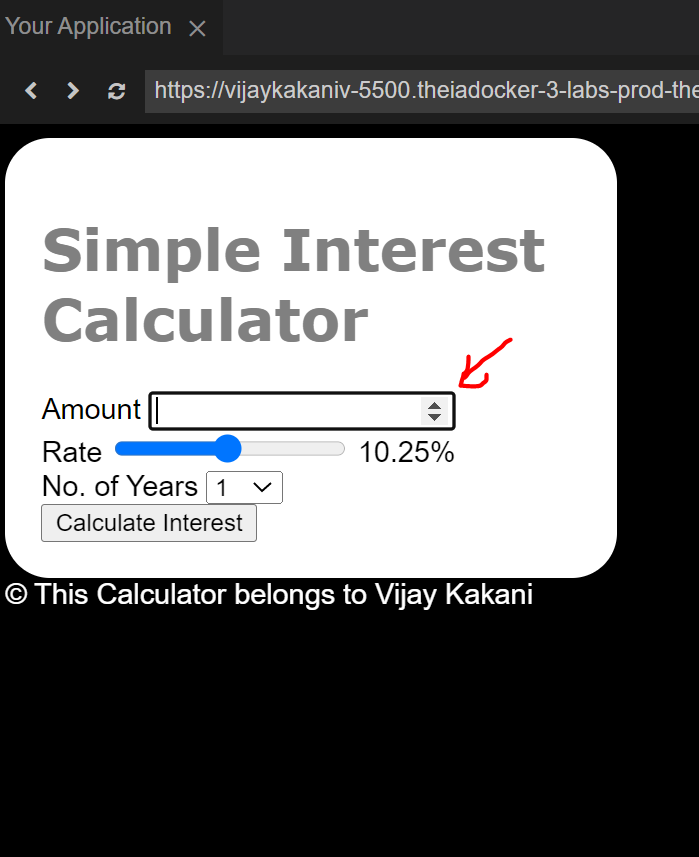 Your Application
https://vijaykakaniv-5500.theiadocker-3-labs-prod-the
Simple Interest
Calculator
Amount
Rate 10.25%
No. of Years 1
Calculate Interest
© This Calculator belongs to Vijay Kakani